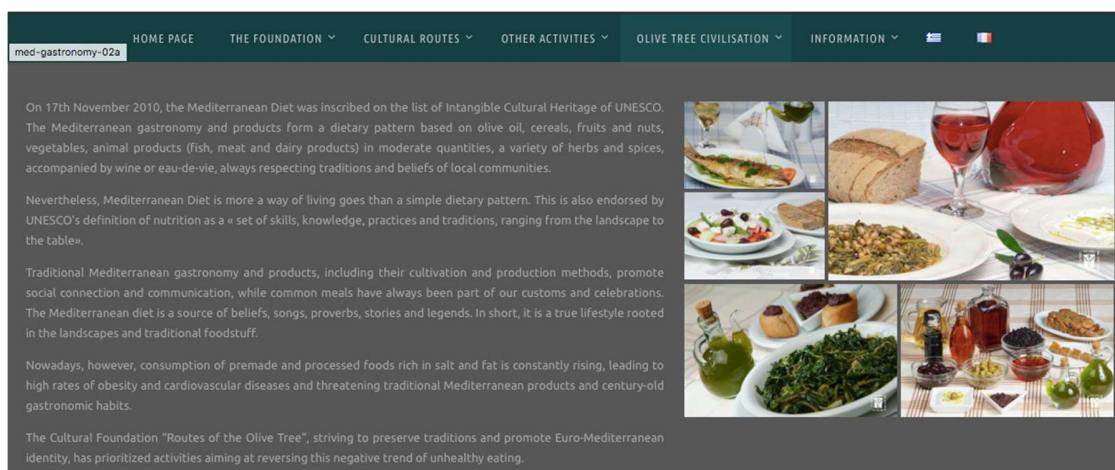 HOME PAGE THE FOUNDATION CULTURAL ROUTES OTHER ACTIVITIES OLIVE TREE CIVILISATION INFORMATION
med-gastronomy-02a
On 17th November 2010, the Mediterranean Diet was inscribed on the list of Intangible Cultural Heritage of UNESCO.
The Mediterranean gastronomy and products form a dietary pattern based on olive oil, cereals, fruits and nuts,
vegetables, animal products (fish, meat and dairy products) in moderate quantities, a variety of herbs and spices,
accompanied by wine or eau-de-vie, always respecting traditions and beliefs of local communities.
Nevertheless, Mediterranean Diet is more a way of living goes than a simple dietary pattern. This is also endorsed by
UNESCO's definition of nutrition as a « set of skills, knowledge, practices and traditions, ranging from the landscape to
the table».
Traditional Mediterranean gastronomy and products, including their cultivation and production methods, promote
social connection and communication, while common meals have always been part of our customs and celebrations.
The Mediterranean diet is a source of beliefs, songs, proverbs, stories and legends. In short, it is a true lifestyle rooted
in the landscapes and traditional foodstuff.
Nowadays, however, consumption of premade and processed foods rich in salt and fat is constantly rising, leading to
high rates of obesity and cardiovascular diseases and threatening traditional Mediterranean products and century-old
gastronomic habits.
The Cultural Foundation "Routes of the Olive Tree", striving to preserve traditions and promote Euro-Mediterranean
identity, has prioritized activities aiming at reversing this negative trend of unhealthy eating.